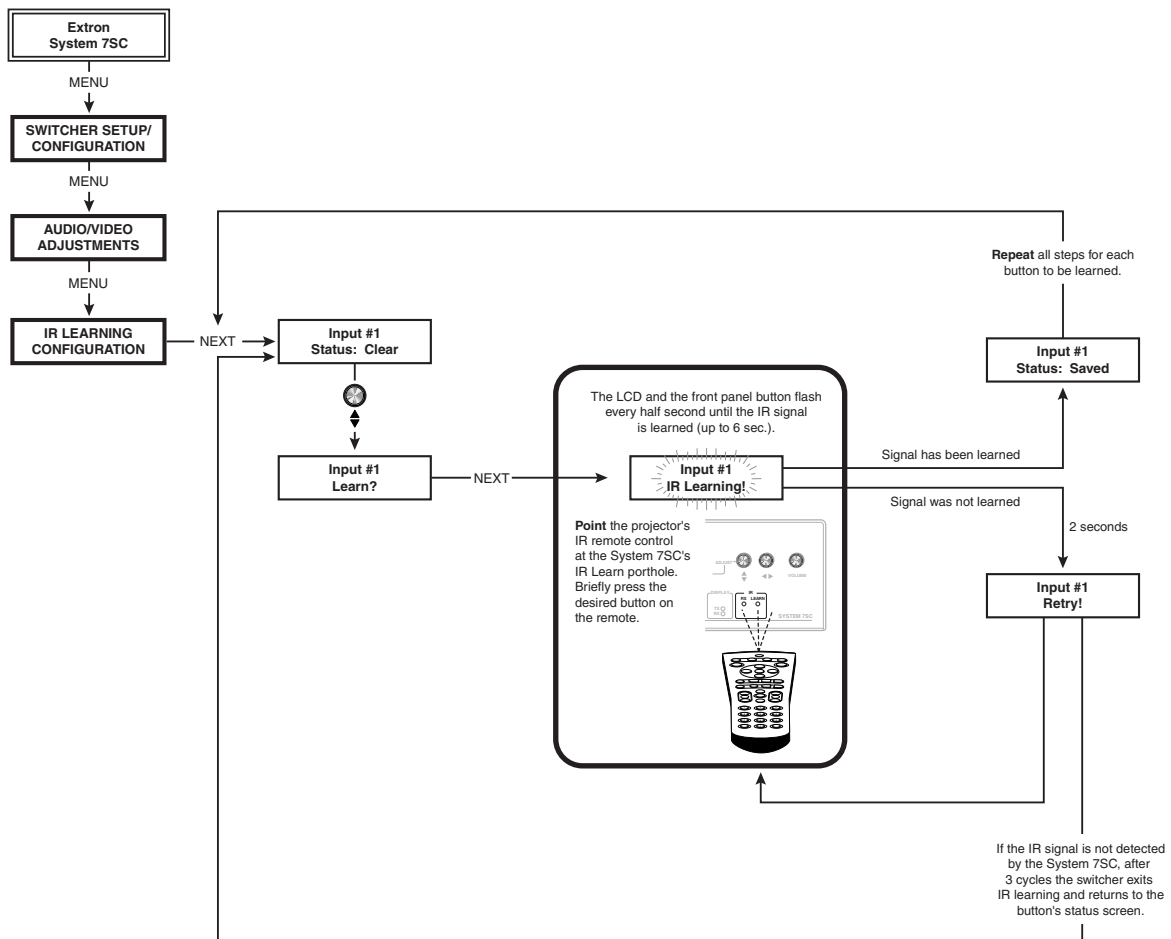 Extron
System 7SC
MENU
SWITCHER SETUP/
CONFIGURATION
MENU
AUDIO/VIDEO
ADJUSTMENTS
MENU
IR LEARNING
CONFIGURATION
NEXT
Input #1
Status: Clear
Input #1
Learn?
NEXT
The LCD and the front panel button flash
every half second until the IR signal
is learned (up to 6 sec.).
Input #1
IR Learning!
Point the projector's
IR remote control
at the System 7SC's
IR Learn porthole.
Briefly press the
desired button on
the remote.
ADJUST
VOLUME
DISPLAY
TX
RX
IR
RX LEARN
SYSTEM 7SC
Signal has been learned
Signal was not learned
Repeat all steps for each
button to be learned.
Input #1
Status: Saved
2 seconds
Input #1
Retry!
If the IR signal is not detected
by the System 7SC, after
3 cycles the switcher exits
IR learning and returns to the
button's status screen.